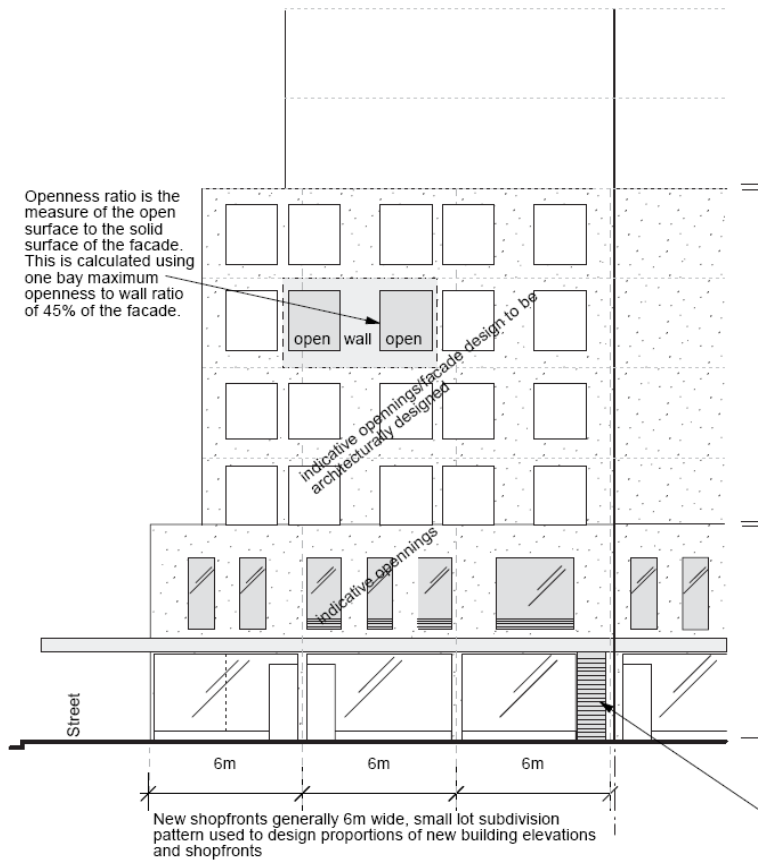 Openness ratio is the
measure of the open
surface to the solid
surface of the facade.
This is calculated using
one bay maximum
openness to wall ratio
of 45% of the facade.
open wall open
indicative opennings/facade design to be
architecturally designed
indicative opennings
Street
6m 6m 6m
New shopfronts generally 6m wide, small lot subdivision
pattern used to design proportions of new building elevations
and shopfronts